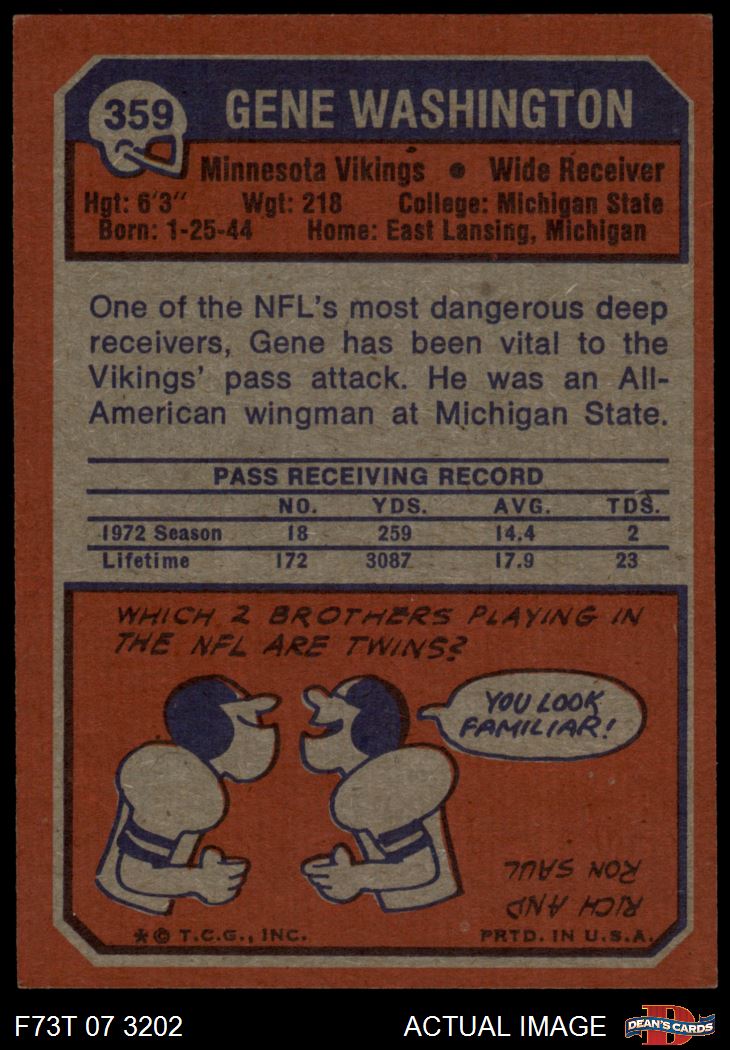 359
GENE WASHINGTON
Minnesota Vikings • Wide Receiver
Hgt: 6'3" Wgt: 218 College: Michigan State
Born: 1-25-44 Home: East Lansing, Michigan
One of the NFL's most dangerous deep
receivers, Gene has been vital to the
Vikings' pass attack. He was an All-
American wingman at Michigan State.
PASS RECEIVING RECORD
NO. YDS. AVG. TDS.
1972 Season 18 259 14.4 2
Lifetime 172 3087 17.9 23
WHICH 2 BROTHERS PLAYING IN
THE NFL ARE TWINS?
YOU LOOK
FAMILIAR!
RICH AND
RON SAUL
* © T.C.G., INC. PRTD. IN U.S.A.
F73T 07 3202 ACTUAL IMAGE
D
DEAN'S CARDS